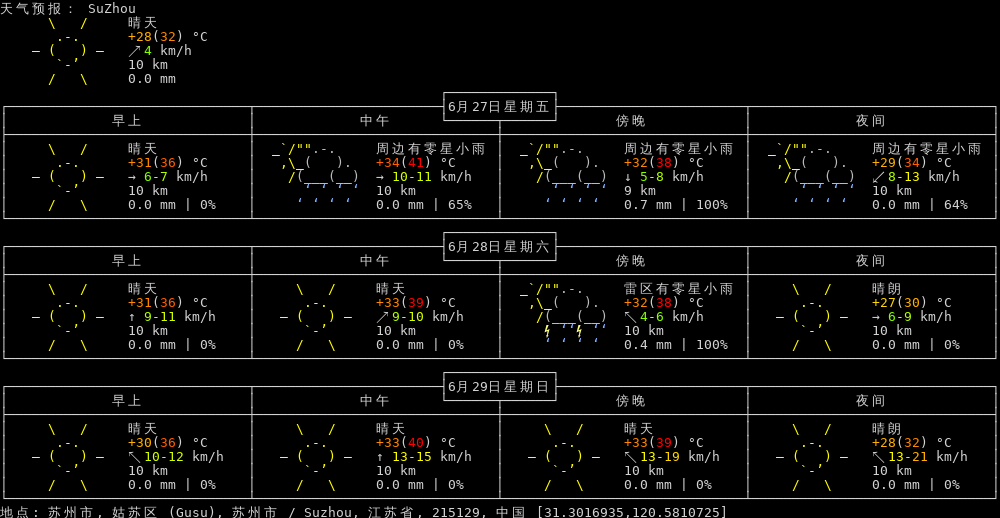 天气预报: SuZhou
晴天
+28(32) °C
↗4 km/h
10 km
0.0 mm
6月27日星期五
早上 中午 傍晚 夜间
晴天 周边有零星小雨 周边有零星小雨 周边有零星小雨
+31(36) °C +34(41) °C +32(38) °C +29(34) °C
→ 6-7 km/h → 10-11 km/h ↓ 5-8 km/h ↙8-13 km/h
10 km 10 km 9 km 10 km
0.0 mm | 0% 0.0 mm | 65% 0.7 mm | 100% 0.0 mm | 64%
6月28日星期六
早上 中午 傍晚 夜间
晴天 晴天 雷区有零星小雨 晴朗
+31(36) °C +33(39) °C +32(38) °C +27(30) °C
↑ 9-11 km/h ↗9-10 km/h ↖4-6 km/h → 6-9 km/h
10 km 10 km 10 km 10 km
0.0 mm | 0% 0.0 mm | 0% 0.4 mm | 100% 0.0 mm | 0%
6月29日星期日
早上 中午 傍晚 夜间
晴天 晴天 晴天 晴朗
+30(36) °C +33(40) °C +33(39) °C +28(32) °C
↖10-12 km/h ↑ 13-15 km/h ↖13-19 km/h ↖13-21 km/h
10 km 10 km 10 km 10 km
0.0 mm | 0% 0.0 mm | 0% 0.0 mm | 0% 0.0 mm | 0%
地点: 苏州市, 姑苏区 (Gusu), 苏州市 / Suzhou, 江苏省, 215129, 中国 [31.3016935,120.5810725]